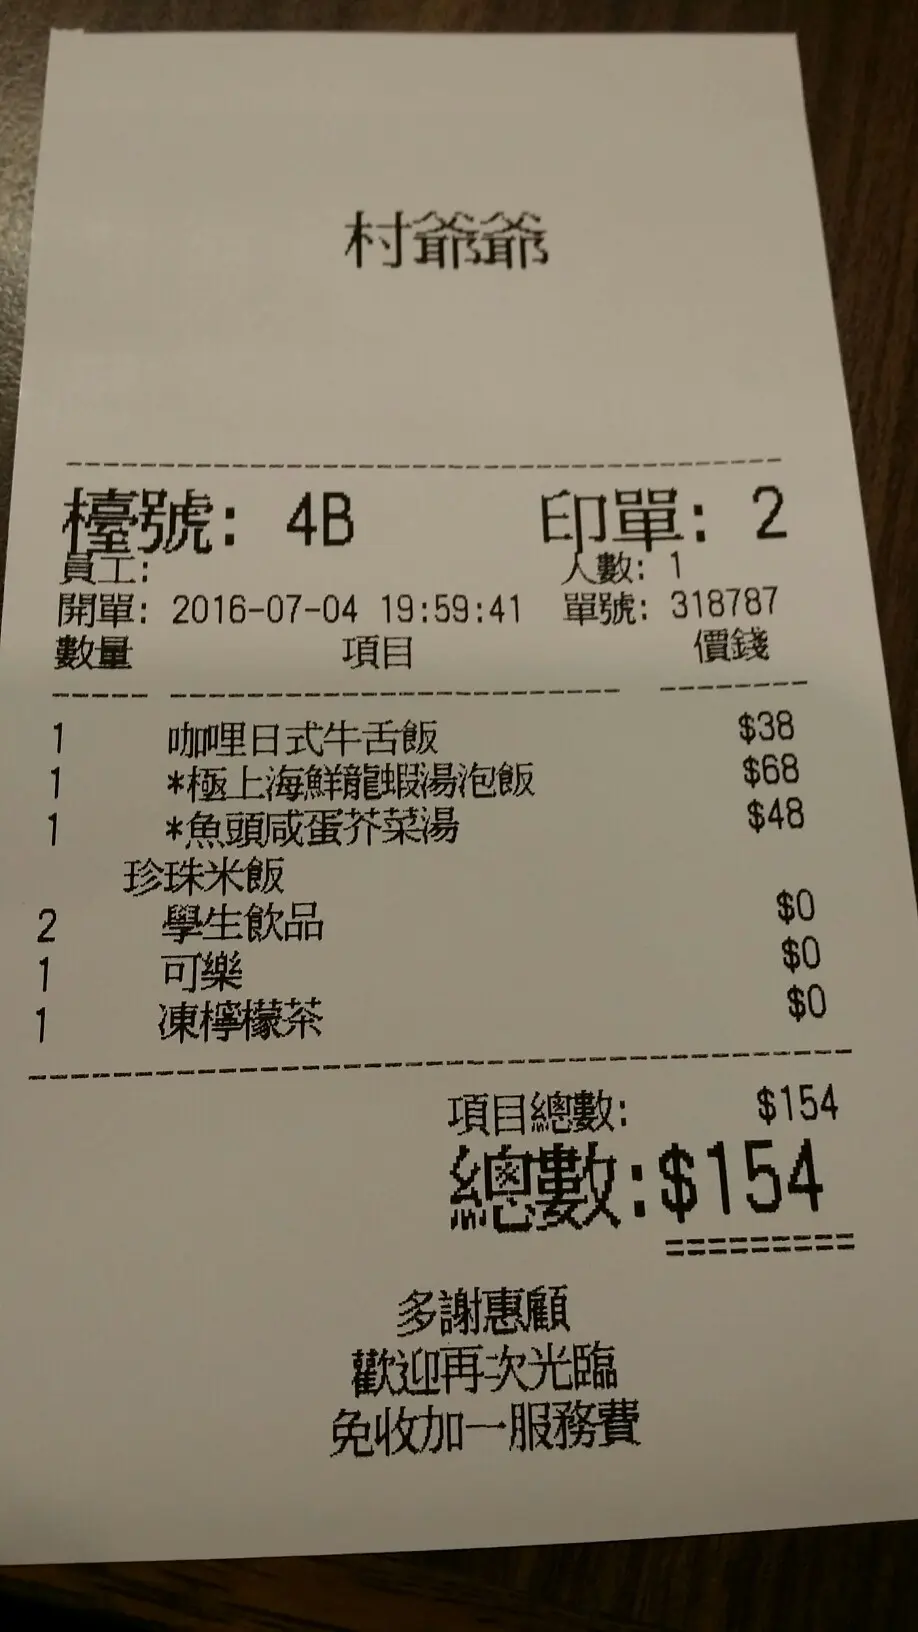 村爺爺
檯號: 4B 印單: 2
員工: 人數: 1
開單: 2016-07-04 19:59:41 單號: 318787
數量 項目 價錢
1 咖哩日式牛舌飯 $38
1 *極上海鮮龍蝦湯泡飯 $68
1 *魚頭咸蛋芥菜湯 $48
珍珠米飯
2 學生飲品 $0
1 可樂 $0
1 凍檸檬茶 $0
項目總數: $154
總數:$154
=========
多謝惠顧
歡迎再次光臨
免收加一服務費